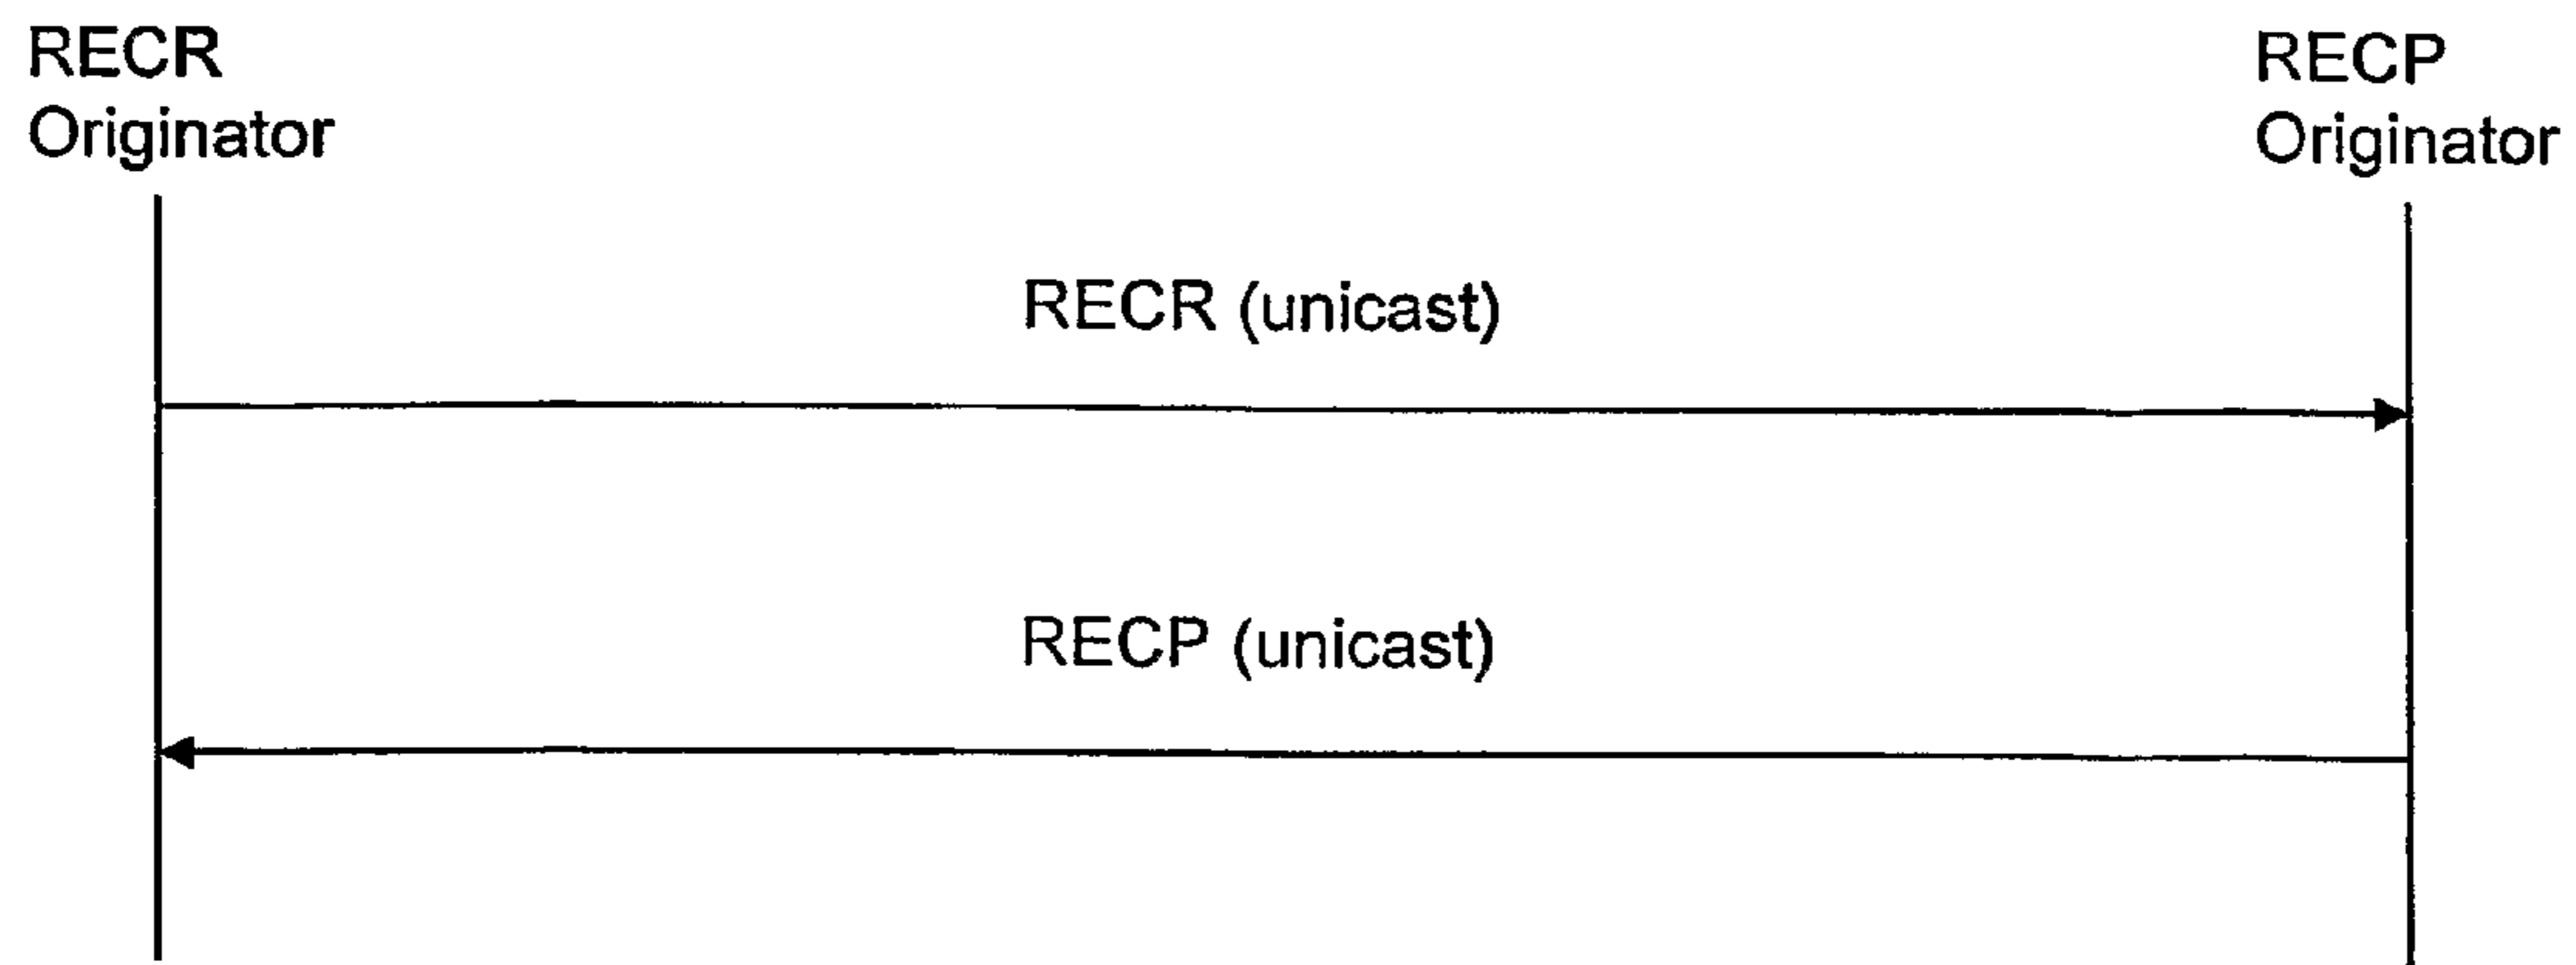 RECR
Originator
RECP
Originator
RECR (unicast)
RECP (unicast)